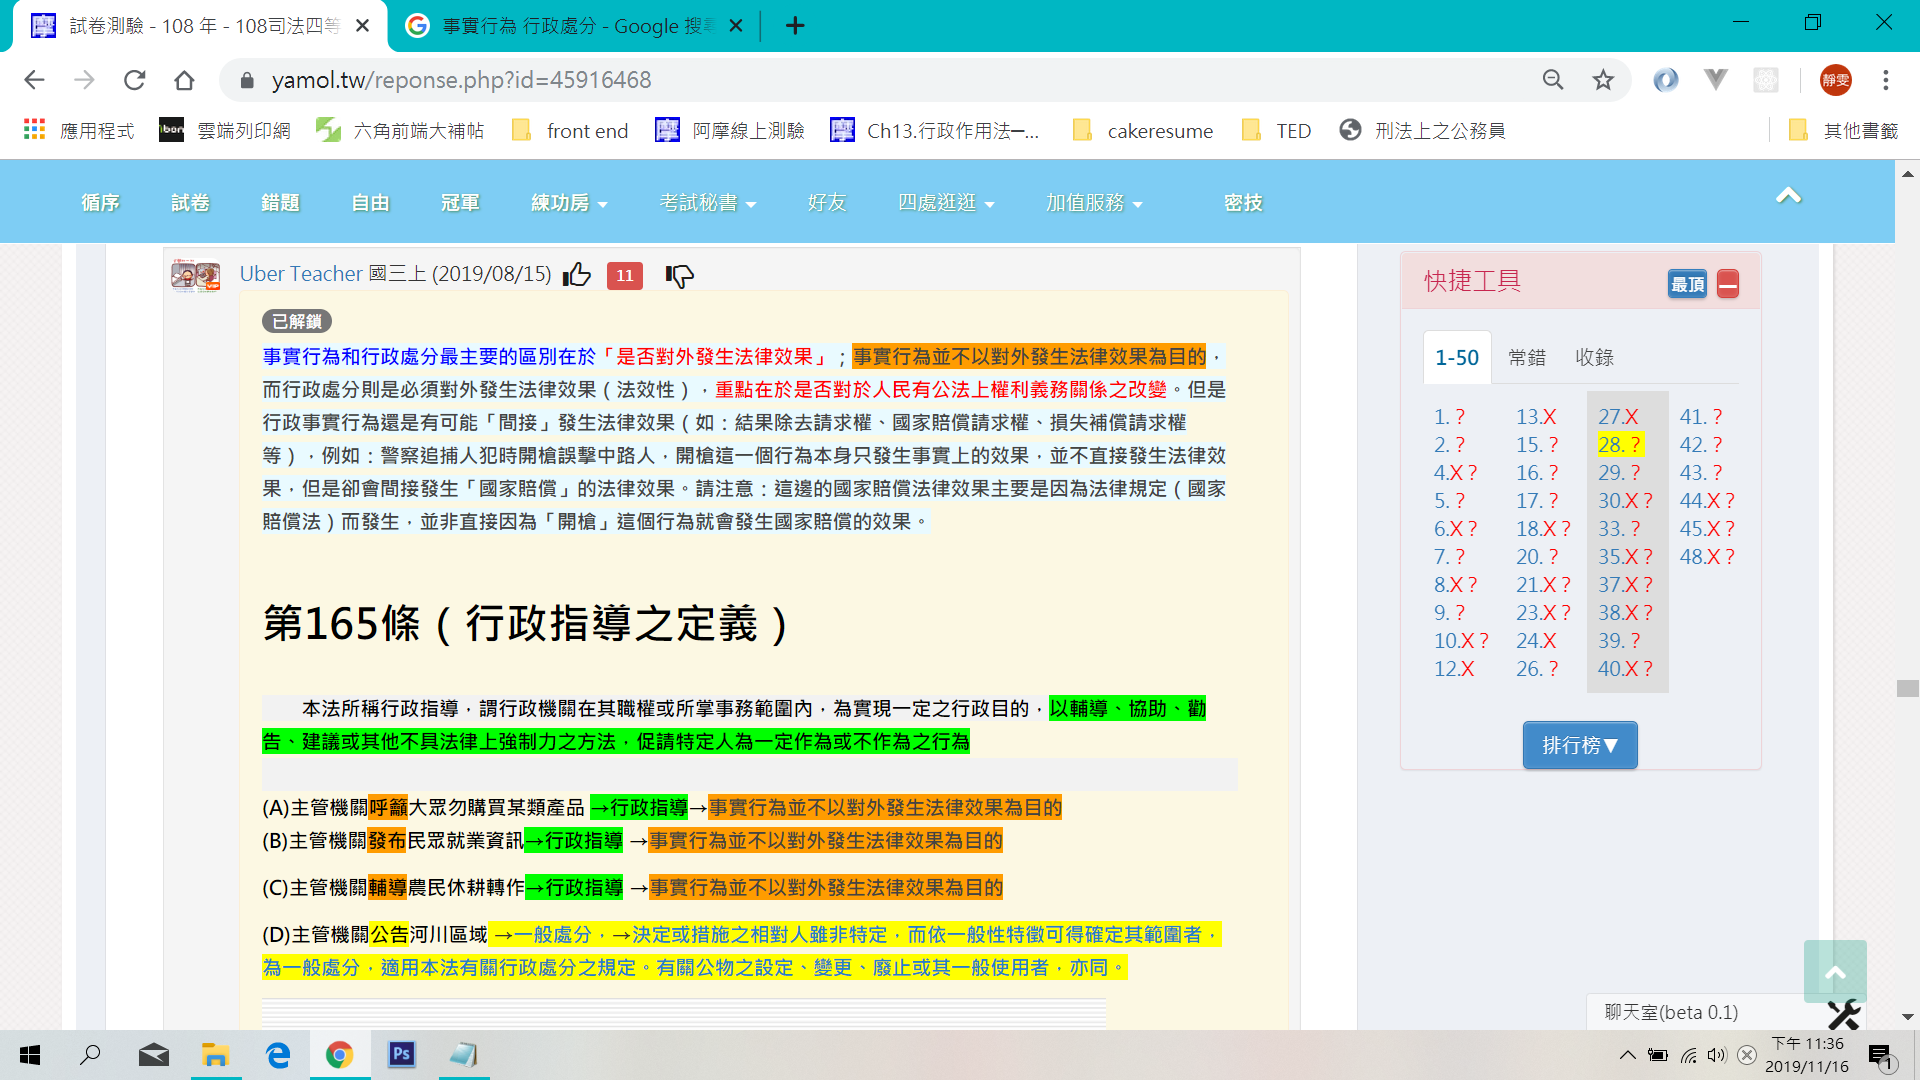 試卷測驗 - 108 年 - 108司法四等
事實行為 行政處分 - Google 搜尋
yamol.tw/reponse.php?id=45916468
靜雯
應用程式
ibon
雲端列印網
六角前端大補帖
front end
阿摩線上測驗
Ch13.行政作用法─...
cakeresume
TED
刑法上之公務員
其他書籤
循序
試卷
錯題
自由
冠軍
練功房
考試秘書
好友
四處逛逛
加值服務
密技
Uber Teacher 國三上 (2019/08/15)
11
已解鎖
事實行為和行政處分最主要的區別在於「是否對外發生法律效果」；事實行為並不以對外發生法律效果為目的，
而行政處分則是必須對外發生法律效果（法效性），重點在於是否對於人民有公法上權利義務關係之改變。但是
行政事實行為還是有可能「間接」發生法律效果（如：結果除去請求權、國家賠償請求權、損失補償請求權
等），例如：警察追捕人犯時開槍誤擊中路人，開槍這一個行為本身只發生事實上的效果，並不直接發生法律效
果，但是卻會間接發生「國家賠償」的法律效果。請注意：這邊的國家賠償法律效果主要是因為法律規定（國家
賠償法）而發生，並非直接因為「開槍」這個行為就會發生國家賠償的效果。
第165條（行政指導之定義）
本法所稱行政指導，謂行政機關在其職權或所掌事務範圍內，為實現一定之行政目的，以輔導、協助、勸
告、建議或其他不具法律上強制力之方法，促請特定人為一定作為或不作為之行為
(A)主管機關呼籲大眾勿購買某類產品 →行政指導→事實行為並不以對外發生法律效果為目的
(B)主管機關發布民眾就業資訊→行政指導 →事實行為並不以對外發生法律效果為目的
(C)主管機關輔導農民休耕轉作→行政指導 →事實行為並不以對外發生法律效果為目的
(D)主管機關公告河川區域 →一般處分，→決定或措施之相對人雖非特定，而依一般性特徵可得確定其範圍者，
為一般處分，適用本法有關行政處分之規定。有關公物之設定、變更、廢止或其一般使用者，亦同。
快捷工具
最頂
1-50 常錯 收錄
1. ? 13.X 27.X 41. ?
2. ? 15. ? 28. ? 42. ?
4.X ? 16. ? 29. ? 43. ?
5. ? 17. ? 30.X ? 44.X ?
6.X ? 18.X ? 33. ? 45.X ?
7. ? 20. ? 35.X ? 48.X ?
8.X ? 21.X ? 37.X ?
9. ? 23.X ? 38.X ?
10.X ? 24.X 39. ?
12.X 26. ? 40.X ?
排行榜▼
聊天室(beta 0.1)
Ps
下午 11:36
2019/11/16
1